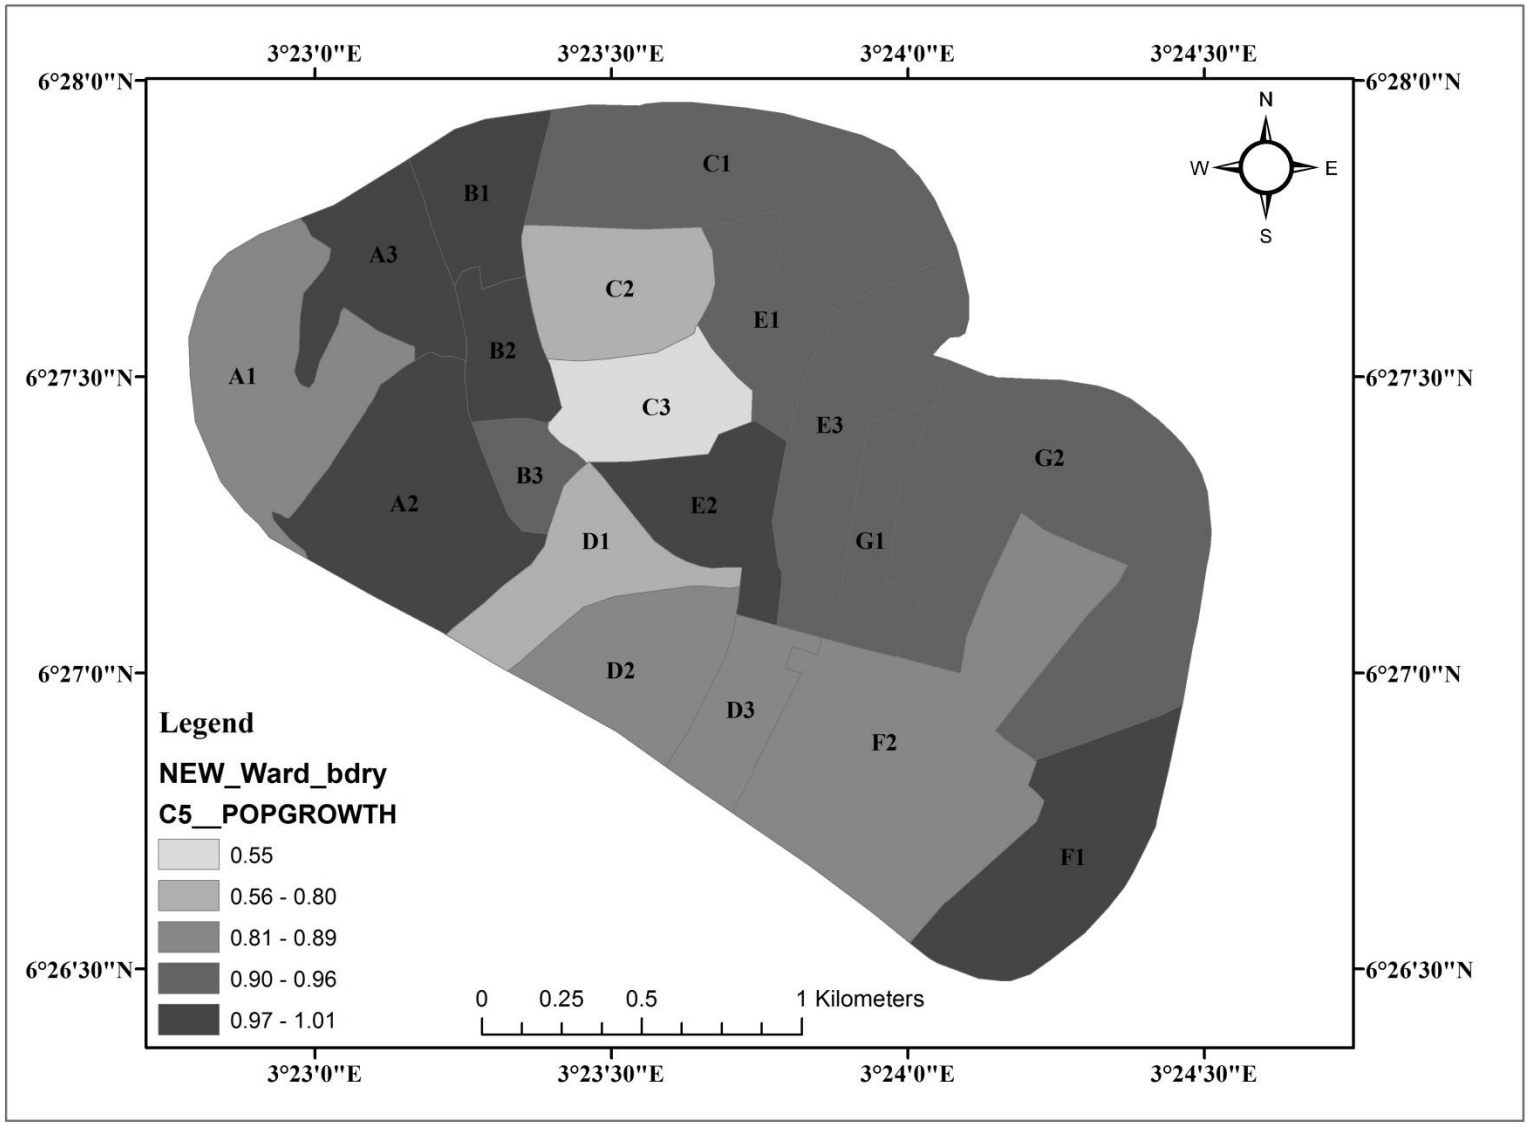 3°23'0"E 3°23'30"E 3°24'0"E 3°24'30"E
6°28'0"N 6°28'0"N
N
W E
S
C1
B1
A3
C2
E1
B2
6°27'30"N A1 6°27'30"N
C3
E3
G2
B3
A2 E2
D1 G1
6°27'0"N D2 6°27'0"N
D3
F2
F1
Legend
NEW_Ward_bdry
C5__POPGROWTH
0.55
0.56 - 0.80
0.81 - 0.89
0.90 - 0.96
0.97 - 1.01
6°26'30"N 6°26'30"N
0 0.25 0.5 1 Kilometers
3°23'0"E 3°23'30"E 3°24'0"E 3°24'30"E